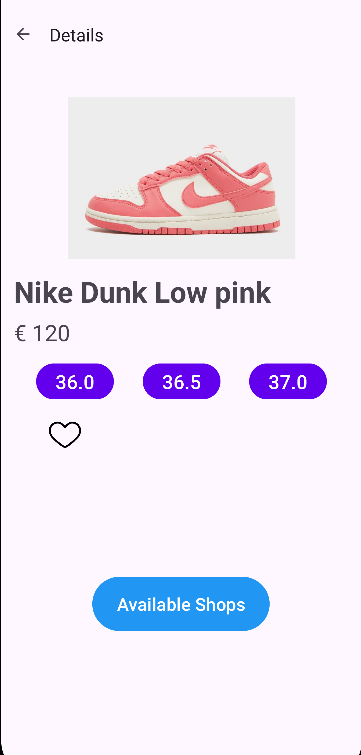 Details
Nike Dunk Low pink
€ 120
36.0 36.5 37.0
Available Shops